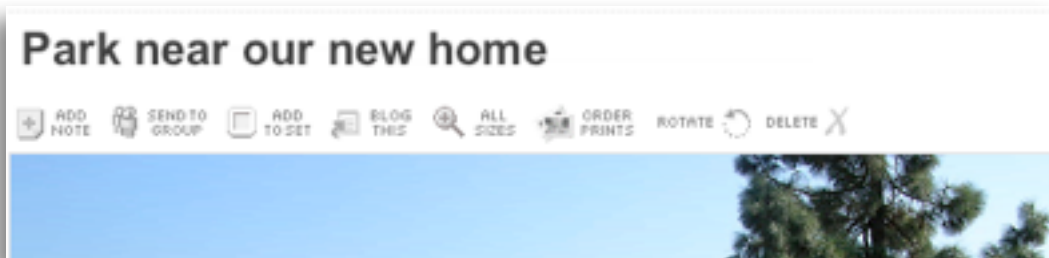 Park near our new home
ADD NOTE SEND TO GROUP ADD TO SET BLOG THIS ALL SIZES ORDER PRINTS ROTATE DELETE